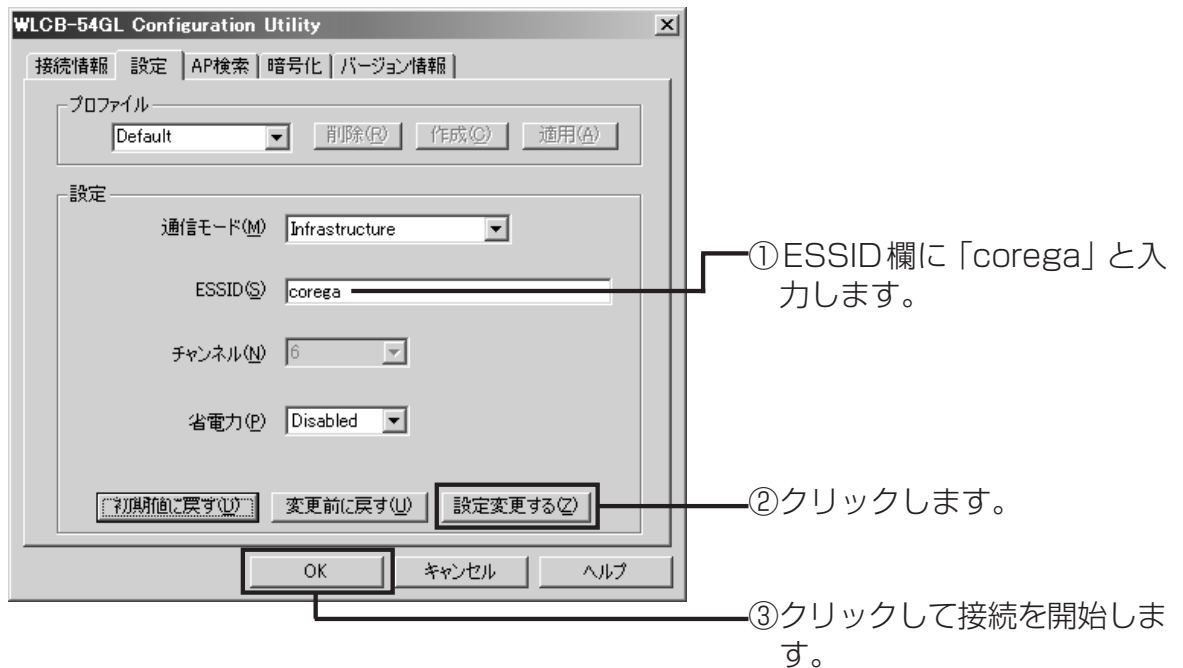 WLCB-54GL Configuration Utility
接続情報 設定 AP検索 暗号化 バージョン情報
プロファイル
Default 削除(R) 作成(C) 適用(A)
設定
通信モード(M) Infrastructure
ESSID(S) corega
チャンネル(N) 6
省電力(P) Disabled
初期値に戻す(D) 変更前に戻す(U) 設定変更する(Z)
OK キャンセル ヘルプ
①ESSID欄に「corega」と入
力します。
②クリックします。
③クリックして接続を開始しま
す。